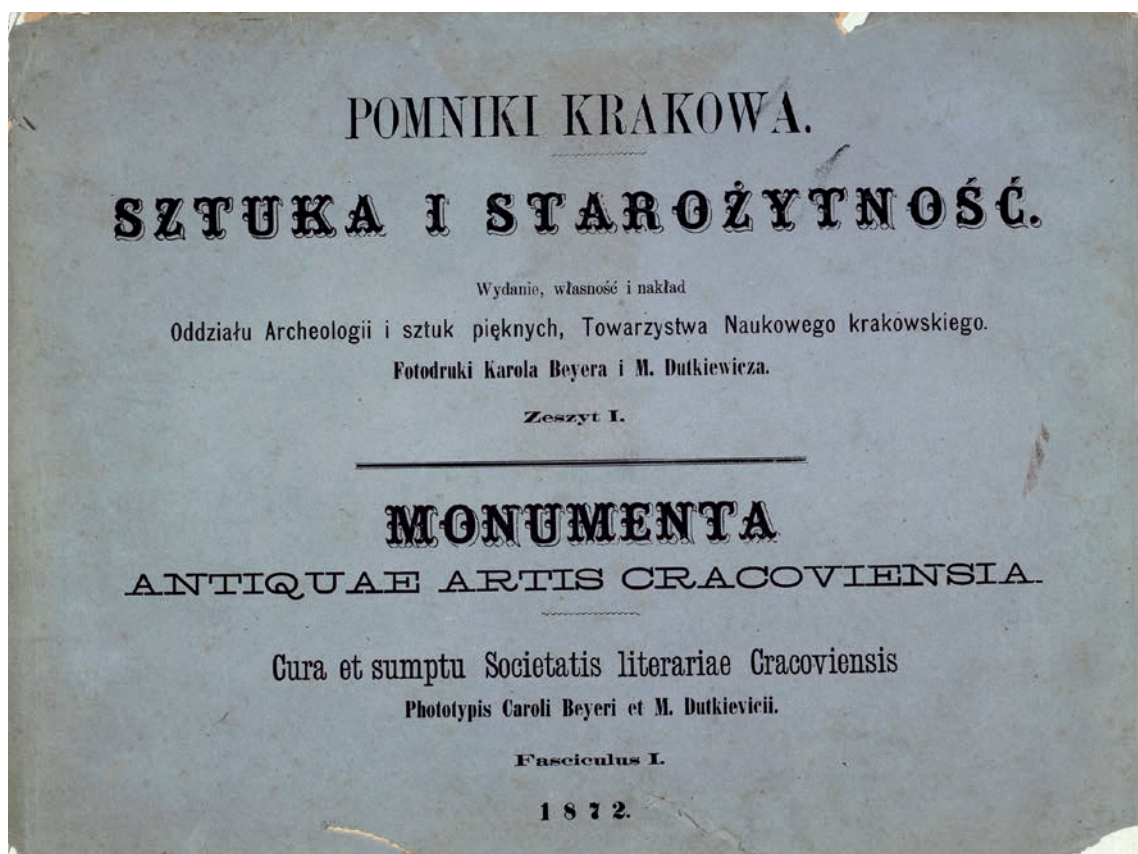 POMNIKI KRAKOWA.
SZTUKA I STAROŻYTNOŚĆ.
Wydanie, własność i nakład
Oddziału Archeologii i sztuk pięknych, Towarzystwa Naukowego krakowskiego.
Fotodruki Karola Beyera i M. Dutkiewicza.
Zeszyt I.
MONUMENTA
ANTIQUAE ARTIS CRACOVIENSIA.
Cura et sumptu Societatis literariae Cracoviensis
Phototypis Caroli Beyeri et M. Dutkievicii.
Fasciculus I.
1872.